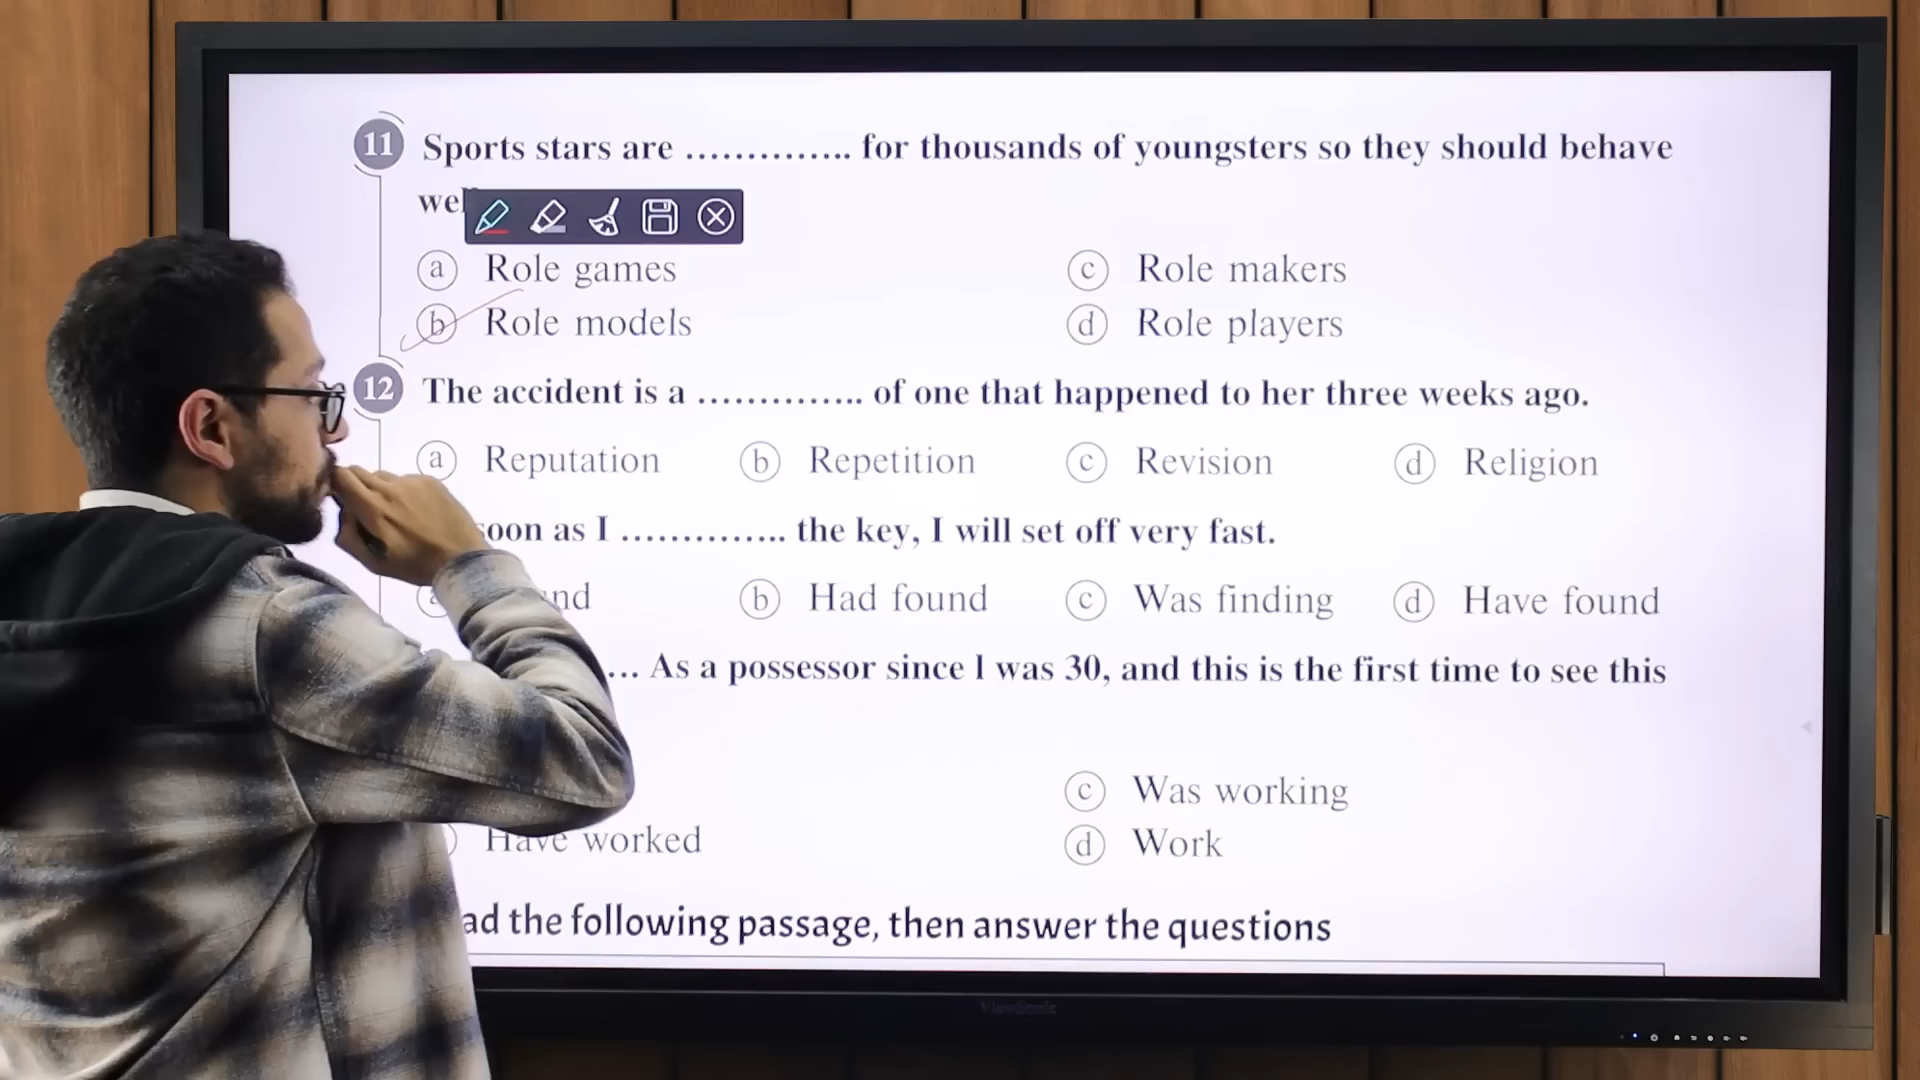 11 Sports stars are .............. for thousands of youngsters so they should behave
wel
a Role games
c Role makers
b Role models
d Role players
12 The accident is a .............. of one that happened to her three weeks ago.
a Reputation b Repetition c Revision d Religion
soon as I .............. the key, I will set off very fast.
nd b Had found c Was finding d Have found
... As a possessor since I was 30, and this is the first time to see this
c Was working
Have worked
d Work
ad the following passage, then answer the questions
ViewSonic